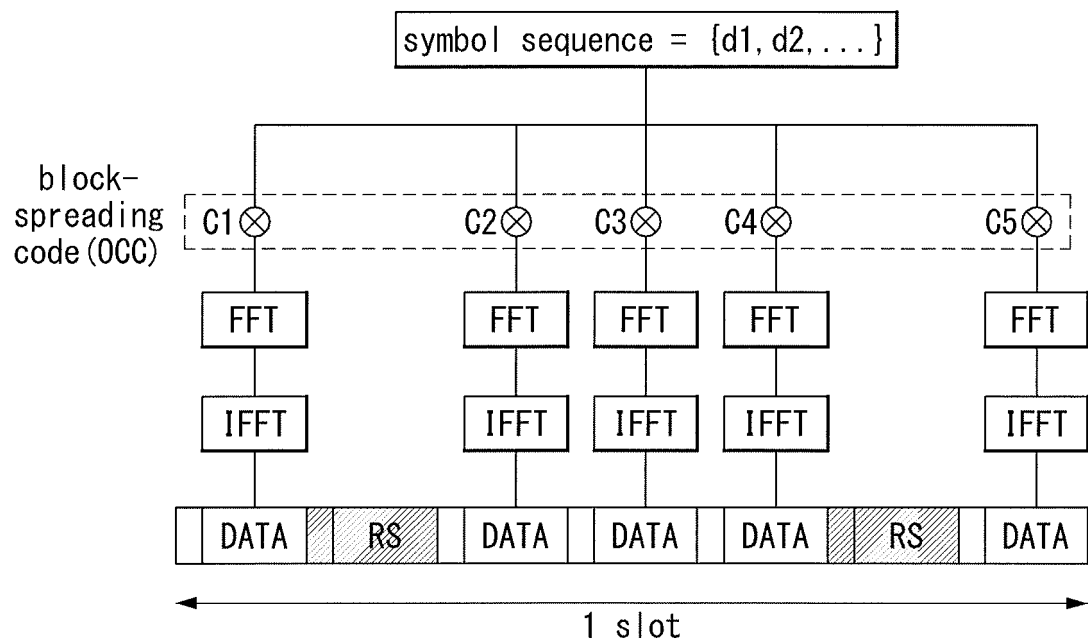 symbol sequence = {d1,d2,...}
block-
spreading
code(OCC)
C1 C2 C3 C4 C5
FFT FFT FFT FFT FFT
IFFT IFFT IFFT IFFT IFFT
DATA RS DATA DATA DATA RS DATA
1 slot